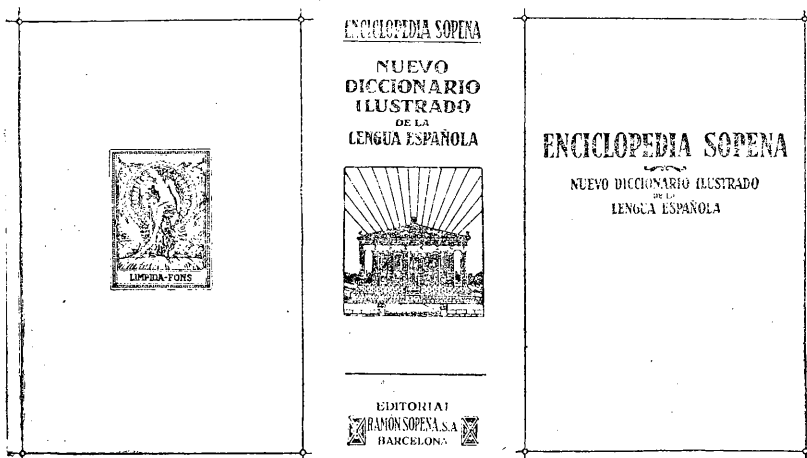 LIMPIDA-FONS
ENCICLOPEDIA SOPENA
NUEVO
DICCIONARIO
ILUSTRADO
DE LA
LENGUA ESPAÑOLA
EDITORIAL
RAMÓN SOPENA, S.A
BARCELONA
ENCICLOPEDIA SOPENA
NUEVO DICCIONARIO ILUSTRADO
DE LA
LENGUA ESPAÑOLA